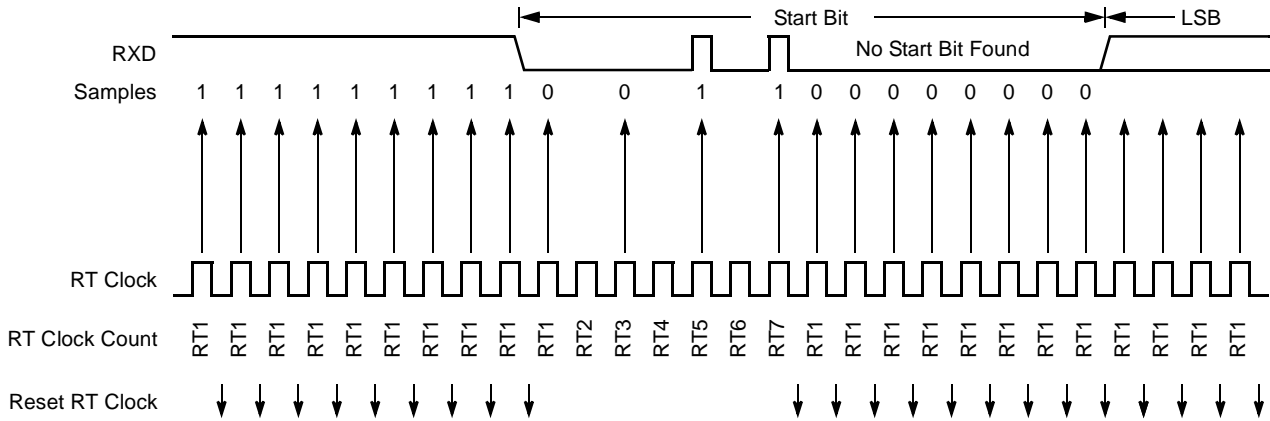 Start Bit LSB
RXD No Start Bit Found
Samples 1 1 1 1 1 1 1 1 1 0 0 1 1 0 0 0 0 0 0 0 0
RT Clock
RT Clock Count RT1 RT1 RT1 RT1 RT1 RT1 RT1 RT1 RT1 RT1 RT2 RT3 RT4 RT5 RT6 RT7 RT1 RT1 RT1 RT1 RT1 RT1 RT1 RT1 RT1 RT1 RT1 RT1
Reset RT Clock